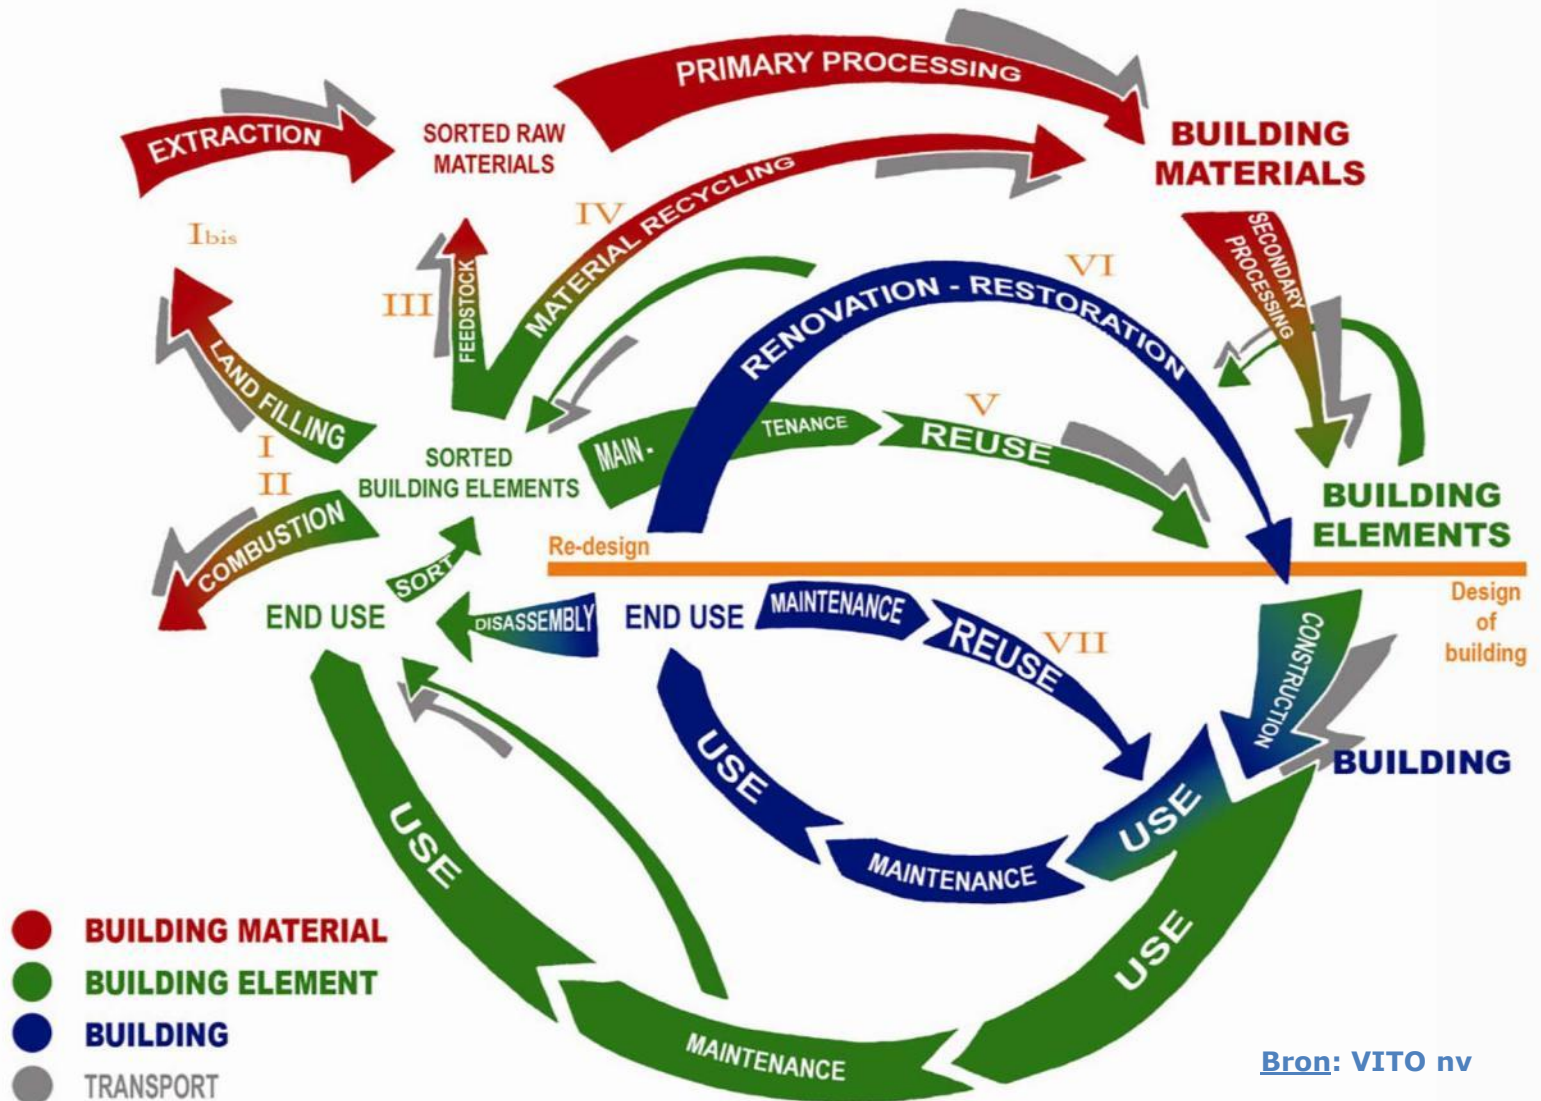 PRIMARY PROCESSING
EXTRACTION
SORTED RAW
MATERIALS
BUILDING
MATERIALS
Ibis
IV
MATERIAL RECYCLING
III
FEEDSTOCK
VI
RENOVATION - RESTORATION
SECONDARY
PROCESSING
LAND FILLING
I
II
SORTED
BUILDING ELEMENTS
MAIN -
TENANCE
V
REUSE
BUILDING
ELEMENTS
COMBUSTION
SORT
Re-design
Design
of
building
END USE
DISASSEMBLY
END USE
MAINTENANCE
REUSE
VII
CONSTRUCTION
BUILDING
USE
USE
MAINTENANCE
USE
USE
MAINTENANCE
BUILDING MATERIAL
BUILDING ELEMENT
BUILDING
TRANSPORT
Bron: VITO nv
USE